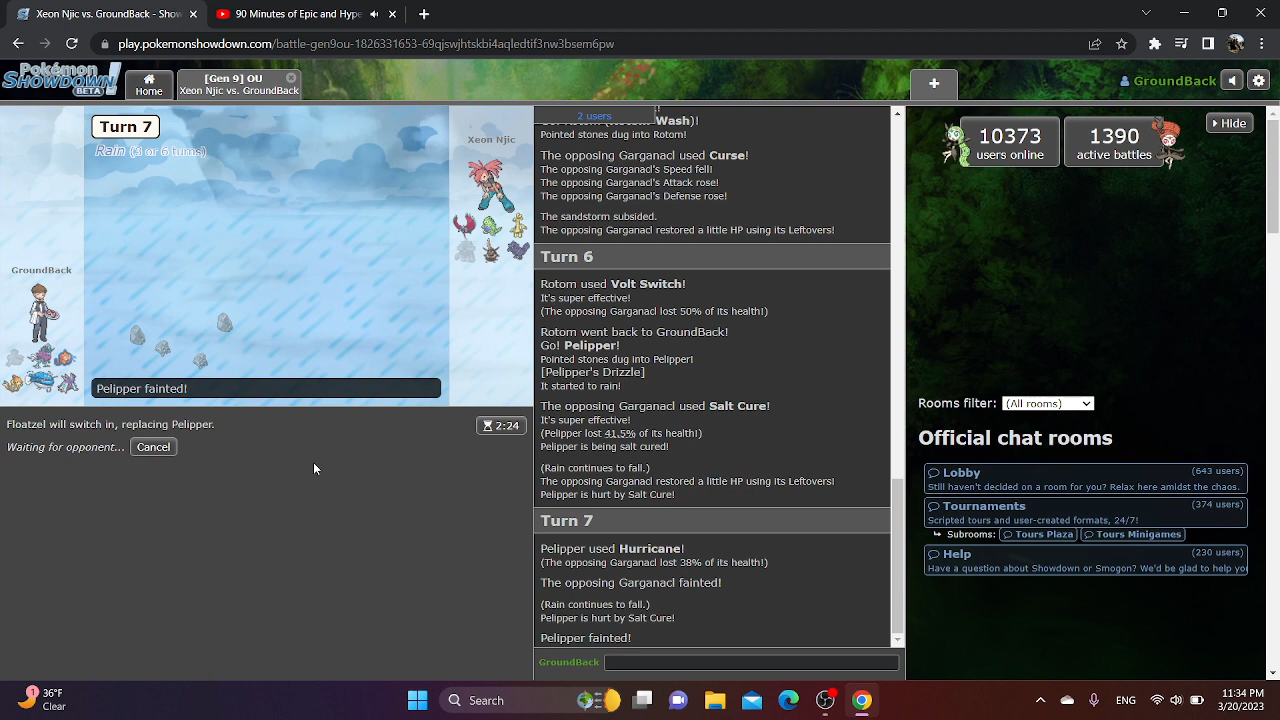 Xeon Njic vs. GroundBack - Show
90 Minutes of Epic and Hype
play.pokemonshowdown.com/battle-gen9ou-1826331653-69qjswjhtskbi4aqledtif3nw3bsem6pw
Pokémon
SHOWDOWN!
BETA
Home
[Gen 9] OU
Xeon Njic vs. GroundBack
+
GroundBack
Turn 7
Rain (3 or 6 turns)
Xeon Njic
GroundBack
Pelipper fainted!
Floatzel will switch in, replacing Pelipper.
2:24
Waiting for opponent... Cancel
2 users
Wash)!
Pointed stones dug into Rotom!
The opposing Garganacl used Curse!
The opposing Garganacl's Speed fell!
The opposing Garganacl's Attack rose!
The opposing Garganacl's Defense rose!
The sandstorm subsided.
The opposing Garganacl restored a little HP using its Leftovers!
Turn 6
Rotom used Volt Switch!
It's super effective!
(The opposing Garganacl lost 50% of its health!)
Rotom went back to GroundBack!
Go! Pelipper!
Pointed stones dug into Pelipper!
[Pelipper's Drizzle]
It started to rain!
The opposing Garganacl used Salt Cure!
It's super effective!
(Pelipper lost 41.5% of its health!)
Pelipper is being salt cured!
(Rain continues to fall.)
The opposing Garganacl restored a little HP using its Leftovers!
Pelipper is hurt by Salt Cure!
Turn 7
Pelipper used Hurricane!
(The opposing Garganacl lost 38% of its health!)
The opposing Garganacl fainted!
(Rain continues to fall.)
Pelipper is hurt by Salt Cure!
Pelipper fainted!
GroundBack
10373
users online
1390
active battles
Hide
Rooms filter: (All rooms)
Official chat rooms
Lobby (643 users)
Still haven't decided on a room for you? Relax here amidst the chaos.
Tournaments (374 users)
Scripted tours and user-created formats, 24/7!
Subrooms: Tours Plaza Tours Minigames
Help (230 users)
Have a question about Showdown or Smogon? We'd be glad to help you
1
36°F
Clear
Search
ENG
11:34 PM
3/20/2023